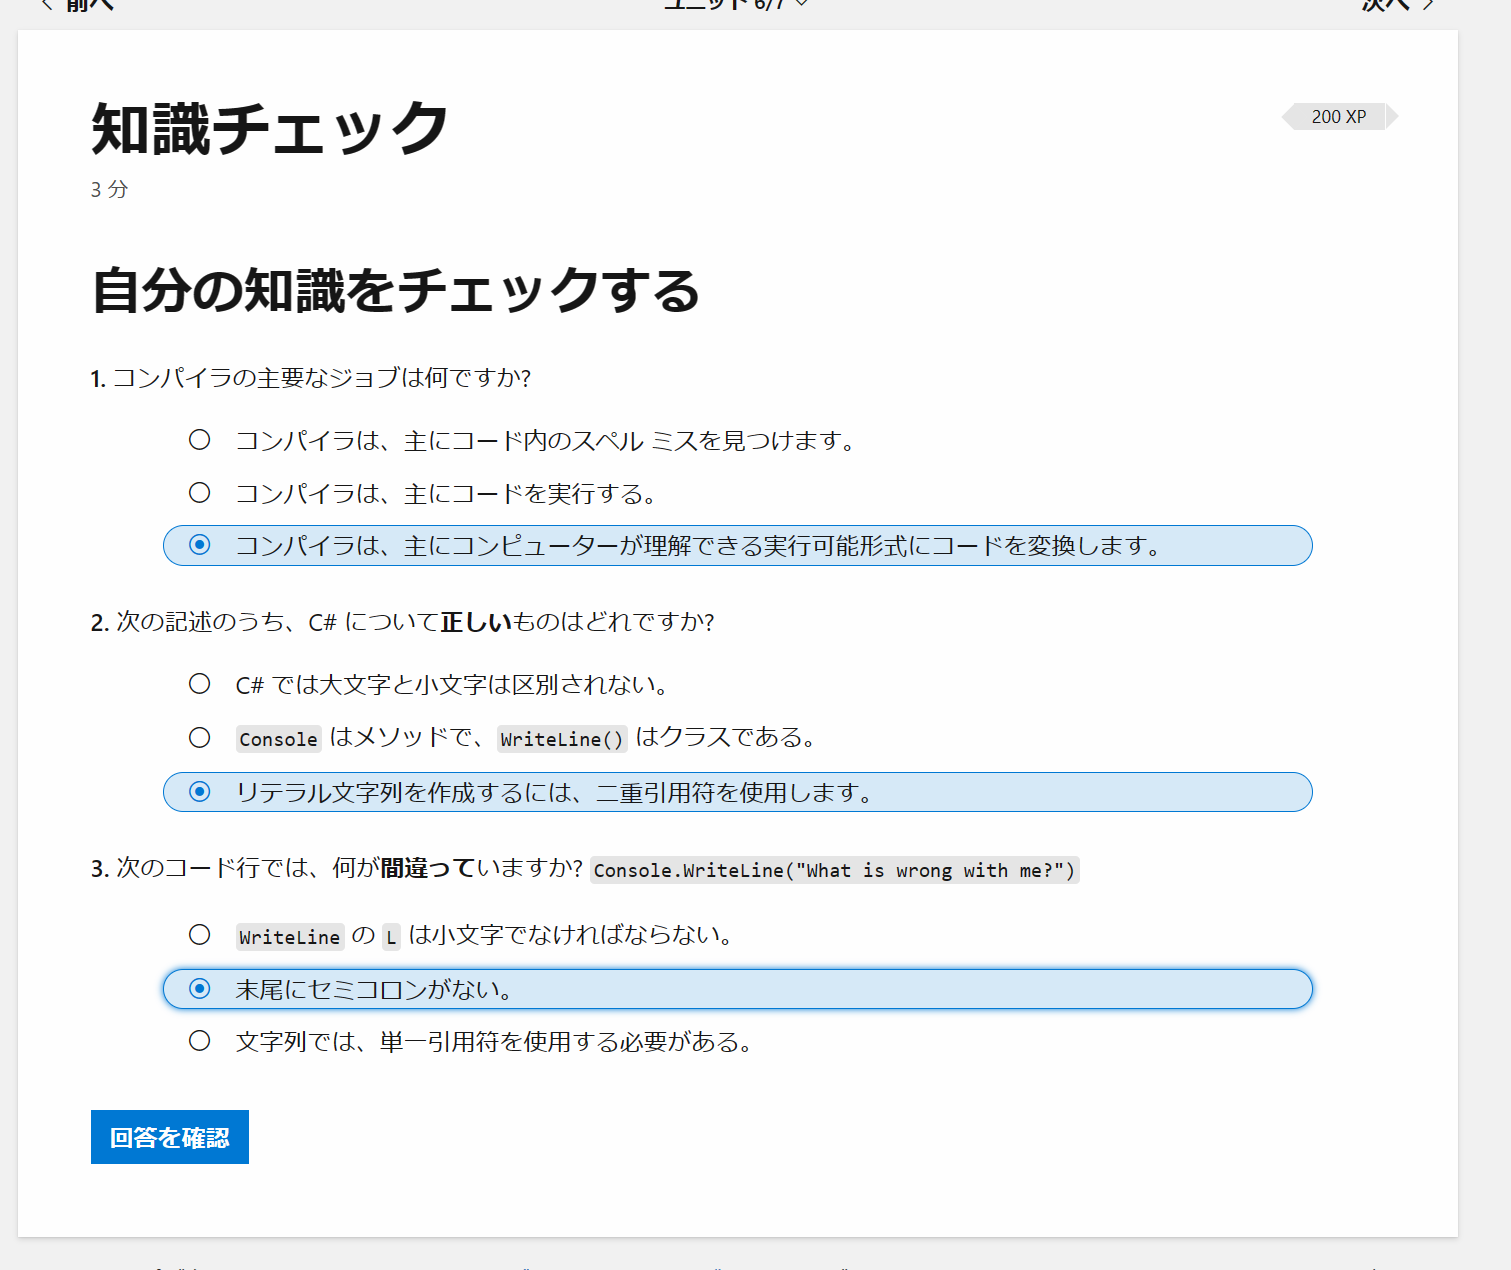 前へ
ユニット 6/7
次へ
知識チェック
200 XP
3 分
自分の知識をチェックする
1. コンパイラの主要なジョブは何ですか?
コンパイラは、主にコード内のスペル ミスを見つけます。
コンパイラは、主にコードを実行する。
コンパイラは、主にコンピューターが理解できる実行可能形式にコードを変換します。
2. 次の記述のうち、C# について正しいものはどれですか?
C# では大文字と小文字は区別されない。
Console はメソッドで、WriteLine() はクラスである。
リテラル文字列を作成するには、二重引用符を使用します。
3. 次のコード行では、何が間違っていますか? Console.WriteLine("What is wrong with me?")
WriteLine の L は小文字でなければならない。
末尾にセミコロンがない。
文字列では、単一引用符を使用する必要がある。
回答を確認